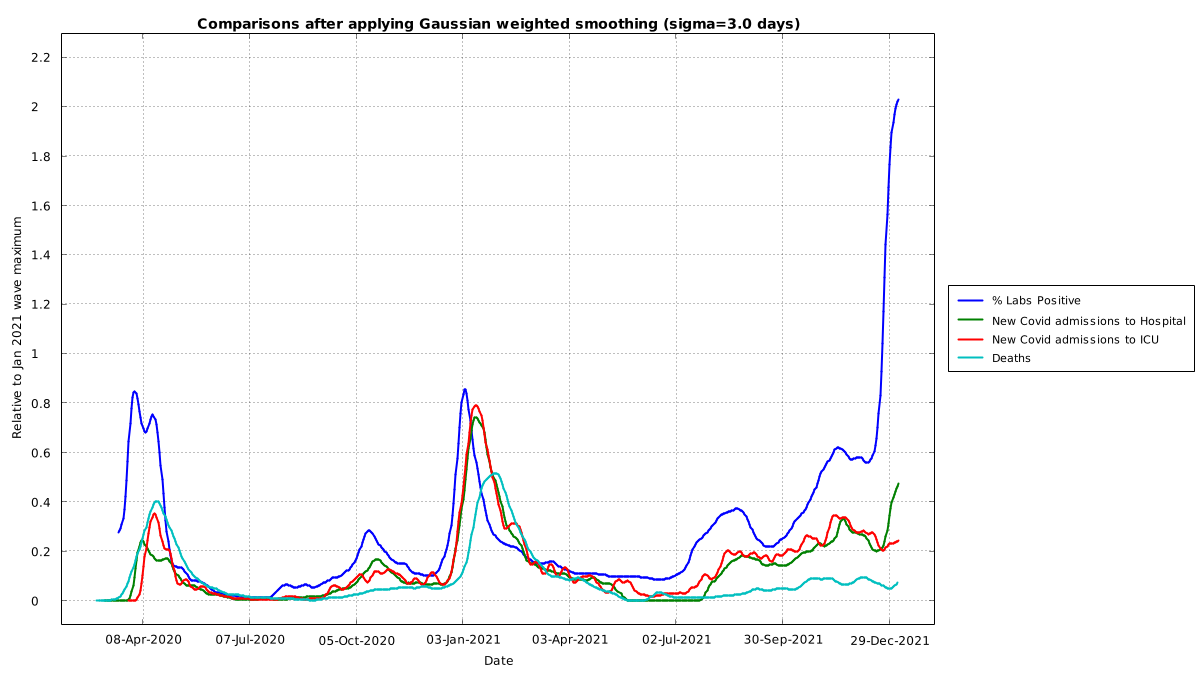 Comparisons after applying Gaussian weighted smoothing (sigma=3.0 days)
2.2
2
1.8
1.6
1.4
1.2
1
0.8
0.6
0.4
0.2
0
Relative to Jan 2021 wave maximum
08-Apr-2020
07-Jul-2020
05-Oct-2020
03-Jan-2021
03-Apr-2021
02-Jul-2021
30-Sep-2021
29-Dec-2021
Date
% Labs Positive
New Covid admissions to Hospital
New Covid admissions to ICU
Deaths